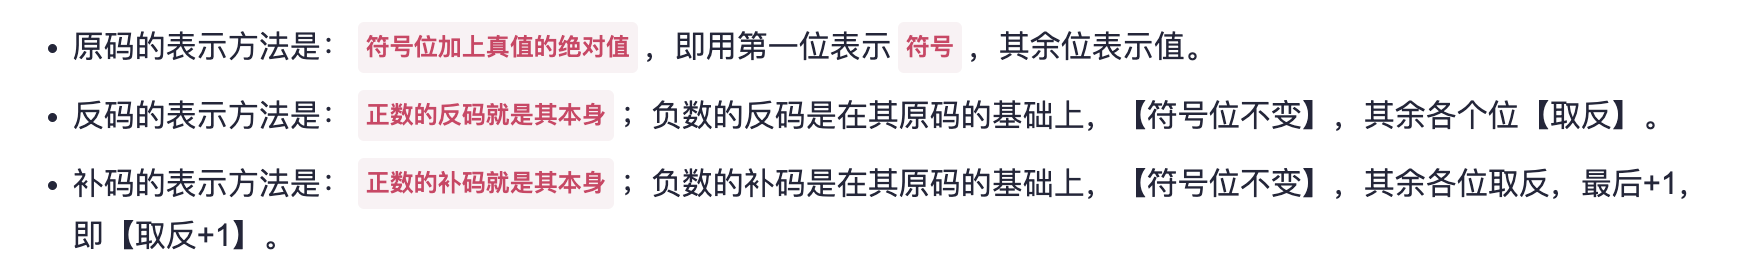 • 原码的表示方法是： 符号位加上真值的绝对值 ，即用第一位表示 符号 ，其余位表示值。
• 反码的表示方法是： 正数的反码就是其本身 ；负数的反码是在其原码的基础上，【符号位不变】，其余各个位【取反】。
• 补码的表示方法是： 正数的补码就是其本身 ；负数的补码是在其原码的基础上，【符号位不变】，其余各位取反，最后+1，
即【取反+1】。